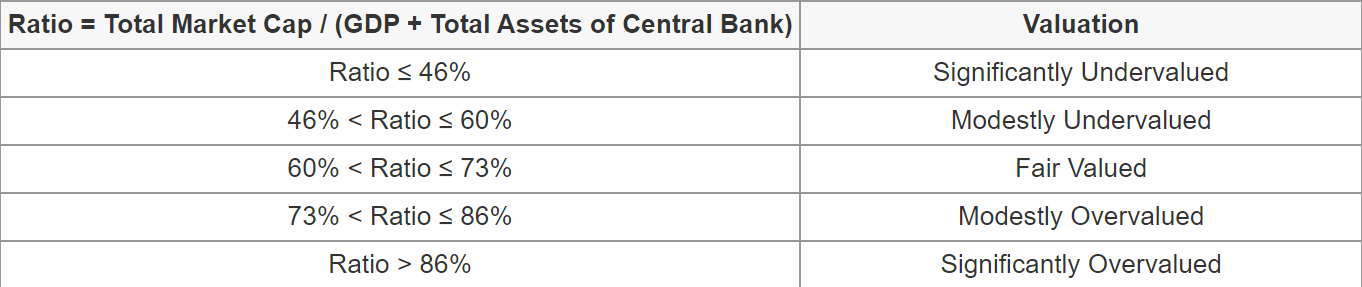 Ratio = Total Market Cap / (GDP + Total Assets of Central Bank) Valuation
Ratio ≤ 46% Significantly Undervalued
46% < Ratio ≤ 60% Modestly Undervalued
60% < Ratio ≤ 73% Fair Valued
73% < Ratio ≤ 86% Modestly Overvalued
Ratio > 86% Significantly Overvalued